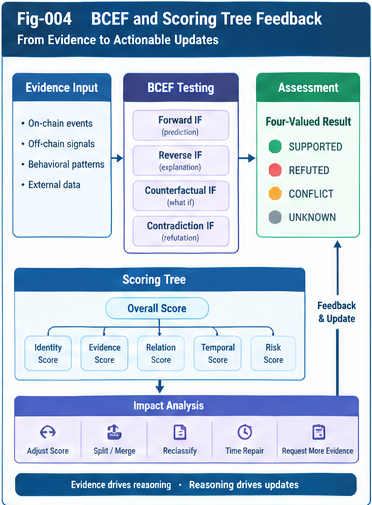 Fig-004 BCEF and Scoring Tree Feedback
From Evidence to Actionable Updates
Evidence Input
• On-chain events
• Off-chain signals
• Behavioral patterns
• External data
BCEF Testing
Forward IF
(prediction)
Reverse IF
(explanation)
Counterfactual IF
(what if)
Contradiction IF
(refutation)
Assessment
Four-Valued Result
SUPPORTED
REFUTED
CONFLICT
UNKNOWN
Scoring Tree
Overall Score
Identity
Score
Evidence
Score
Relation
Score
Temporal
Score
Risk
Score
Feedback
& Update
Impact Analysis
Adjust Score
Split / Merge
Reclassify
Time Repair
Request More Evidence
Evidence drives reasoning · Reasoning drives updates